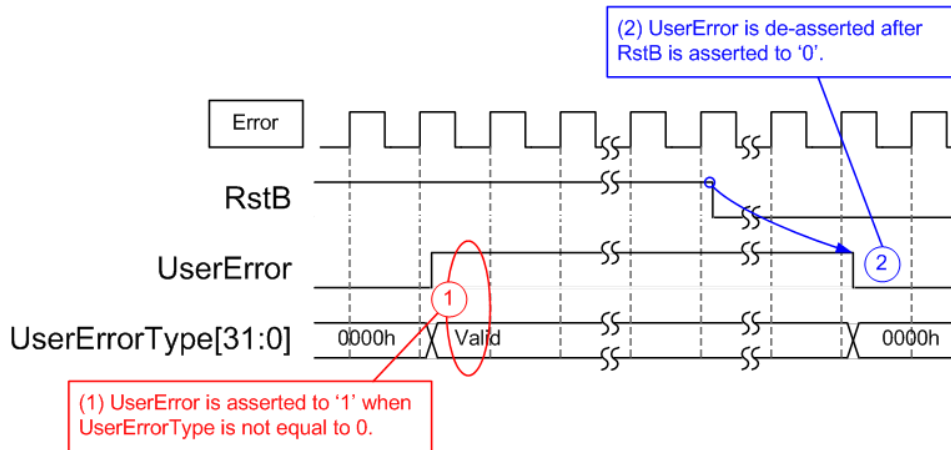 (2) UserError is de-asserted after
RstB is asserted to ‘0’.
Error
RstB
UserError
2
1
UserErrorType[31:0]
0000h
Valid
0000h
(1) UserError is asserted to ‘1’ when
UserErrorType is not equal to 0.